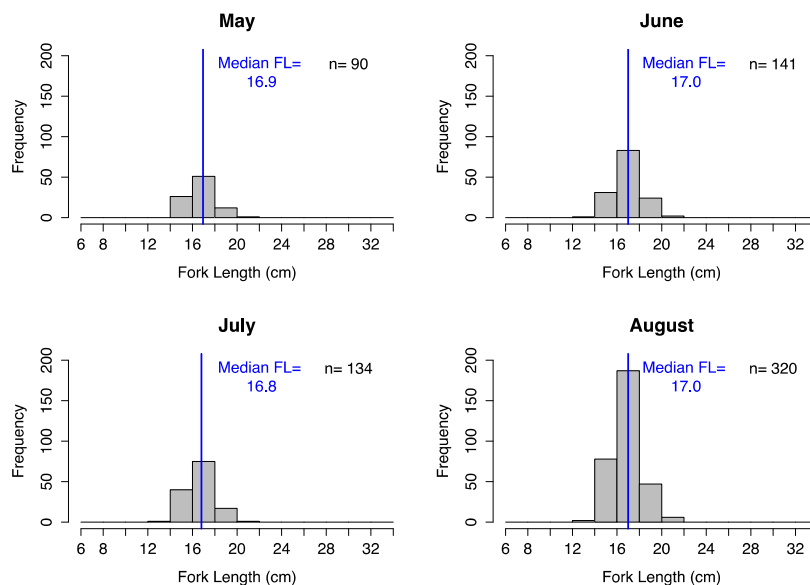 May
Median FL=
16.9
n= 90
Frequency
0 50 100 150 200
6 8 12 16 20 24 28 32
Fork Length (cm)
June
Median FL=
17.0
n= 141
Frequency
0 50 100 150 200
6 8 12 16 20 24 28 32
Fork Length (cm)
July
Median FL=
16.8
n= 134
Frequency
0 50 100 150 200
6 8 12 16 20 24 28 32
Fork Length (cm)
August
Median FL=
17.0
n= 320
Frequency
0 50 100 150 200
6 8 12 16 20 24 28 32
Fork Length (cm)